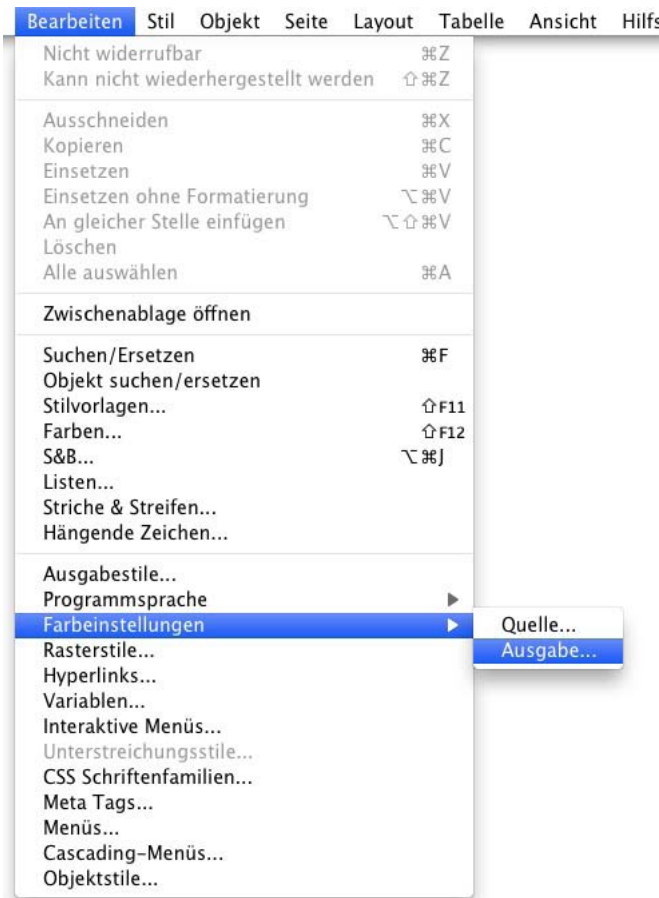 Bearbeiten Stil Objekt Seite Layout Tabelle Ansicht Hilfs
Nicht widerrufbar ⌘Z
Kann nicht wiederhergestellt werden ⇧⌘Z
Ausschneiden ⌘X
Kopieren ⌘C
Einsetzen ⌘V
Einsetzen ohne Formatierung ⌥⌘V
An gleicher Stelle einfügen ⌥⇧⌘V
Löschen
Alle auswählen ⌘A
Zwischenablage öffnen
Suchen/Ersetzen ⌘F
Objekt suchen/ersetzen
Stilvorlagen... ⇧F11
Farben... ⇧F12
S&B... ⌥⌘J
Listen...
Striche & Streifen...
Hängende Zeichen...
Ausgabestile...
Programmsprache
Farbeinstellungen
Quelle...
Ausgabe...
Rasterstile...
Hyperlinks...
Variablen...
Interaktive Menüs...
Unterstreichungsstile...
CSS Schriftenfamilien...
Meta Tags...
Menüs...
Cascading-Menüs...
Objektstile...